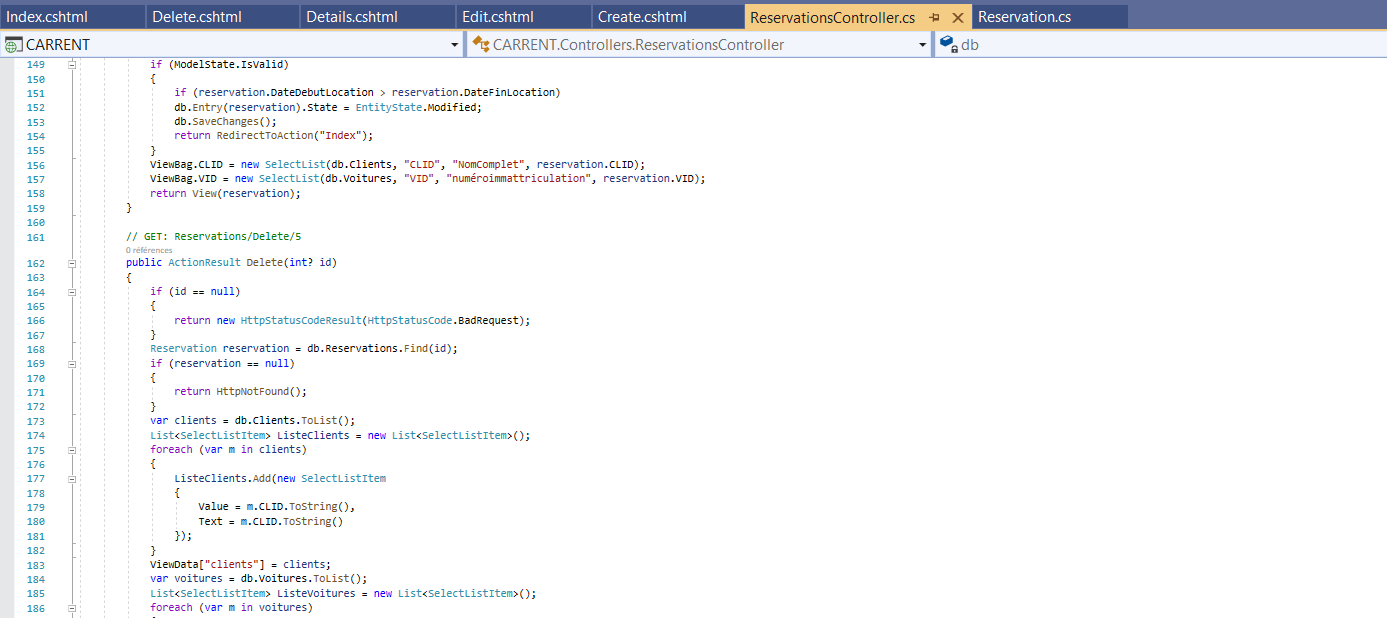 Index.cshtml Delete.cshtml Details.cshtml Edit.cshtml Create.cshtml ReservationsController.cs Reservation.cs
CARRENT CARRENT.Controllers.ReservationsController db
149 if (ModelState.IsValid)
150 {
151 if (reservation.DateDebutLocation > reservation.DateFinLocation)
152 db.Entry(reservation).State = EntityState.Modified;
153 db.SaveChanges();
154 return RedirectToAction("Index");
155 }
156 ViewBag.CLID = new SelectList(db.Clients, "CLID", "NomComplet", reservation.CLID);
157 ViewBag.VID = new SelectList(db.Voitures, "VID", "numéroimmattriculation", reservation.VID);
158 return View(reservation);
159 }
160
161 // GET: Reservations/Delete/5
0 références
162 public ActionResult Delete(int? id)
163 {
164 if (id == null)
165 {
166 return new HttpStatusCodeResult(HttpStatusCode.BadRequest);
167 }
168 Reservation reservation = db.Reservations.Find(id);
169 if (reservation == null)
170 {
171 return HttpNotFound();
172 }
173 var clients = db.Clients.ToList();
174 List<SelectListItem> ListeClients = new List<SelectListItem>();
175 foreach (var m in clients)
176 {
177 ListeClients.Add(new SelectListItem
178 {
179 Value = m.CLID.ToString(),
180 Text = m.CLID.ToString()
181 });
182 }
183 ViewData["clients"] = clients;
184 var voitures = db.Voitures.ToList();
185 List<SelectListItem> ListeVoitures = new List<SelectListItem>();
186 foreach (var m in voitures)